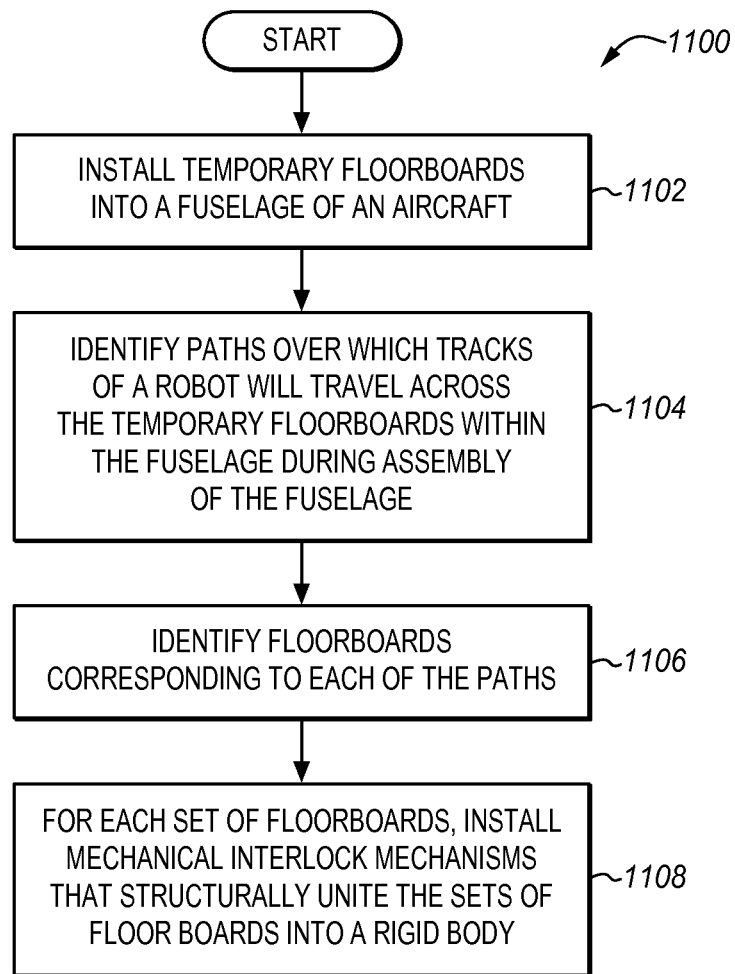 START
1100
INSTALL TEMPORARY FLOORBOARDS
INTO A FUSELAGE OF AN AIRCRAFT
1102
IDENTIFY PATHS OVER WHICH TRACKS
OF A ROBOT WILL TRAVEL ACROSS
THE TEMPORARY FLOORBOARDS WITHIN
THE FUSELAGE DURING ASSEMBLY
OF THE FUSELAGE
1104
IDENTIFY FLOORBOARDS
CORRESPONDING TO EACH OF THE PATHS
1106
FOR EACH SET OF FLOORBOARDS, INSTALL
MECHANICAL INTERLOCK MECHANISMS
THAT STRUCTURALLY UNITE THE SETS OF
FLOOR BOARDS INTO A RIGID BODY
1108